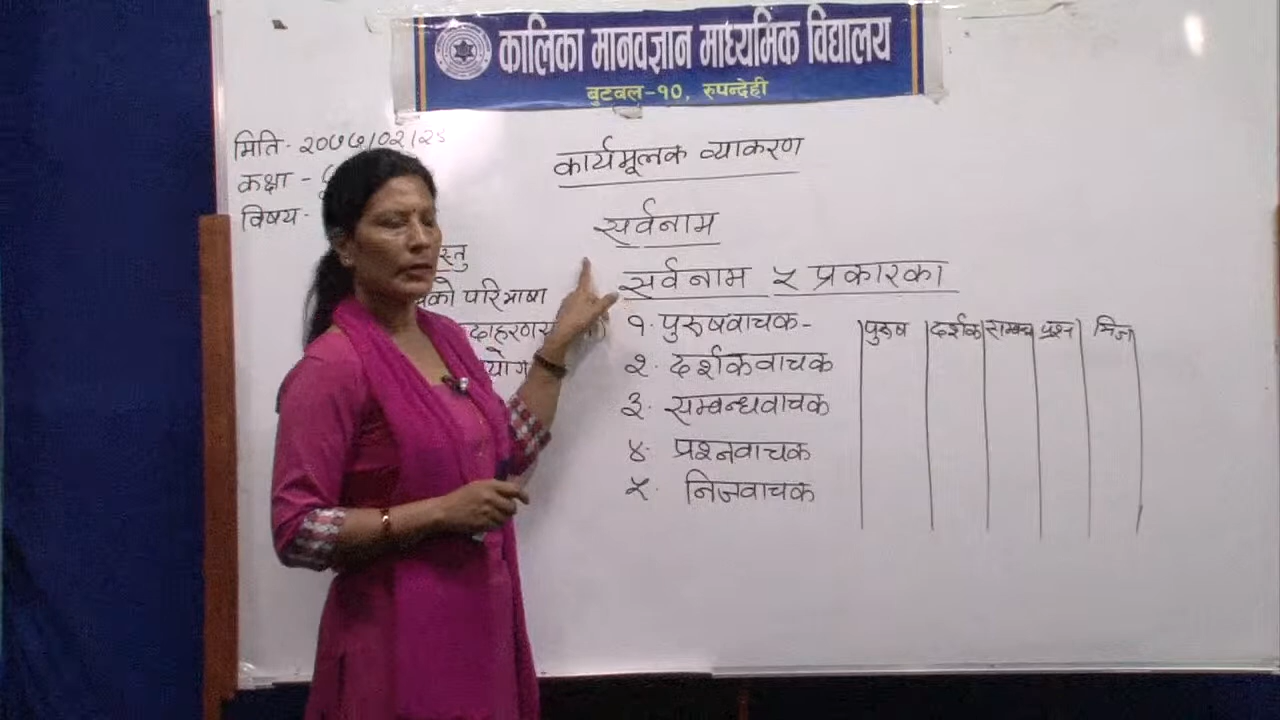 कालिका मानवज्ञान माध्यमिक विद्यालय
बुटवल-१०, रुपन्देही
मिति- २०७७/०२/२४
कक्षा -
विषय-
कार्यमूलक व्याकरण
सर्वनाम
सर्वनाम ५ प्रकारका
परिभाषा
१. पुरुषवाचक-
२. दर्शकवाचक
३. सम्बन्धवाचक
४. प्रश्नवाचक
५. निजवाचक
पुरुष दर्शक सम्बन्ध प्रश्न निज